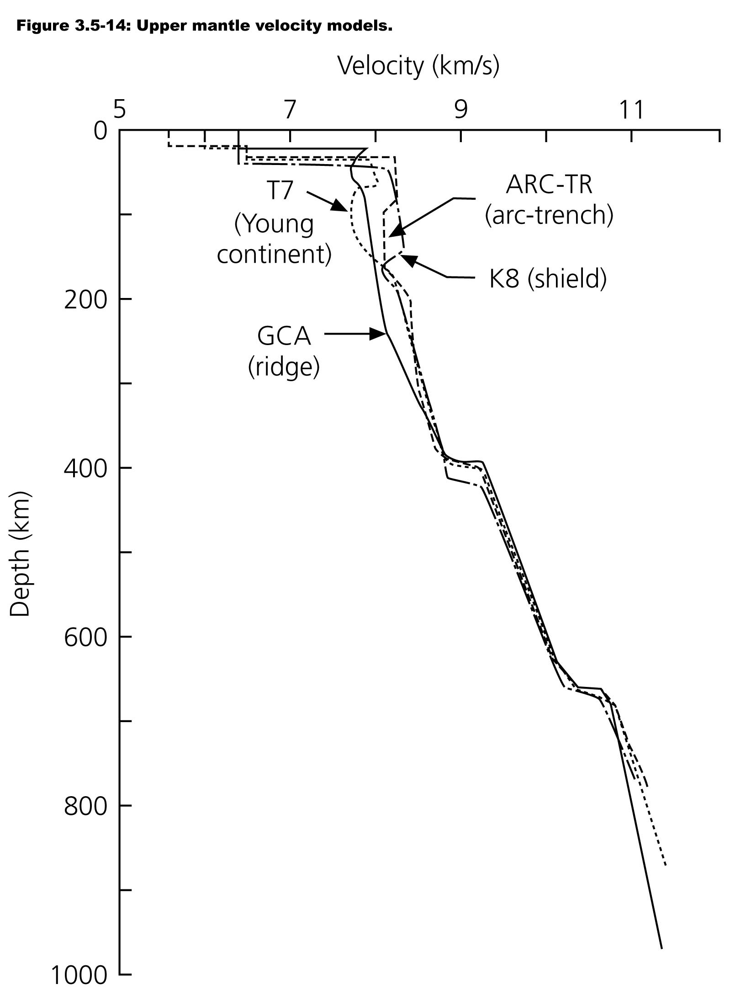 Figure 3.5-14: Upper mantle velocity models.
Velocity (km/s)
5 7 9 11
0
T7
(Young
continent)
ARC-TR
(arc-trench)
K8 (shield)
200
GCA
(ridge)
400
Depth (km)
600
800
1000